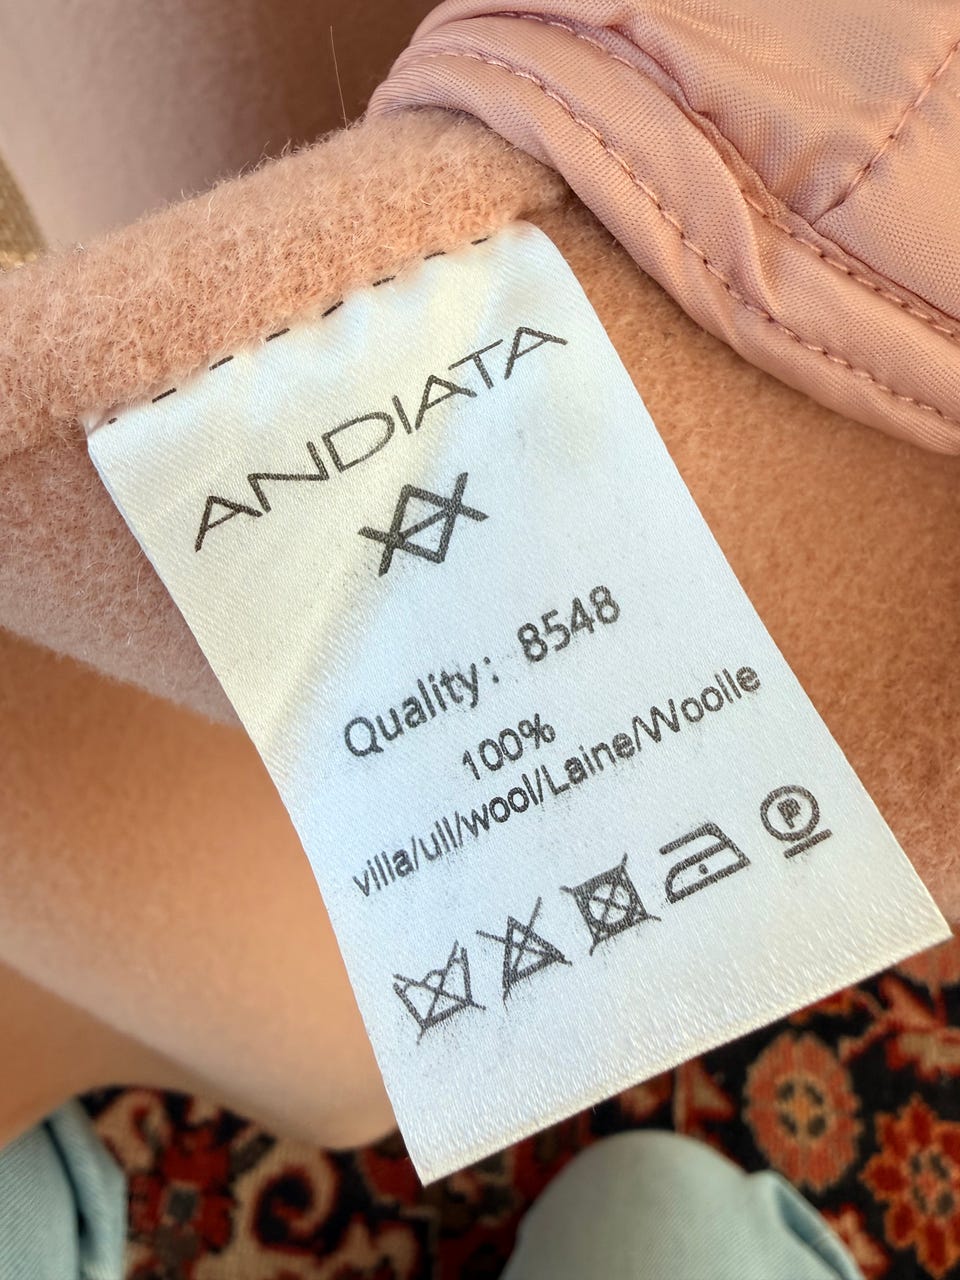 ANDIATA
Quality: 8548
100%
villa/ull/wool/Laine/Woolle
P